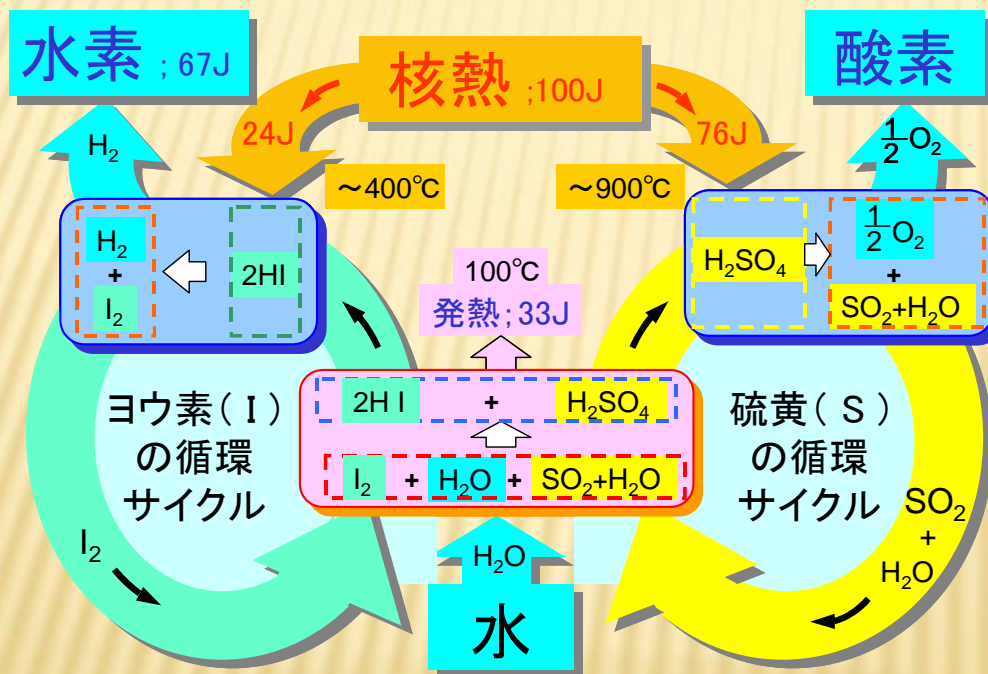 水素 ; 67J
核熱 ;100J
酸素
24J
76J
H₂
½O₂
～400℃
～900℃
H₂
+
I₂
2HI
H₂SO₄
½O₂
+
SO₂+H₂O
100℃
発熱; 33J
2H I + H₂SO₄
I₂ + H₂O + SO₂+H₂O
ヨウ素( I )
の循環
サイクル
硫黄( S )
の循環
サイクル
I₂
SO₂
+
H₂O
H₂O
水